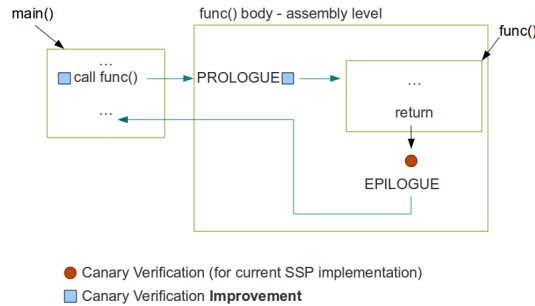 main()
func() body - assembly level
func()
...
call func()
...
PROLOGUE
...
return
EPILOGUE
Canary Verification (for current SSP implementation)
Canary Verification Improvement